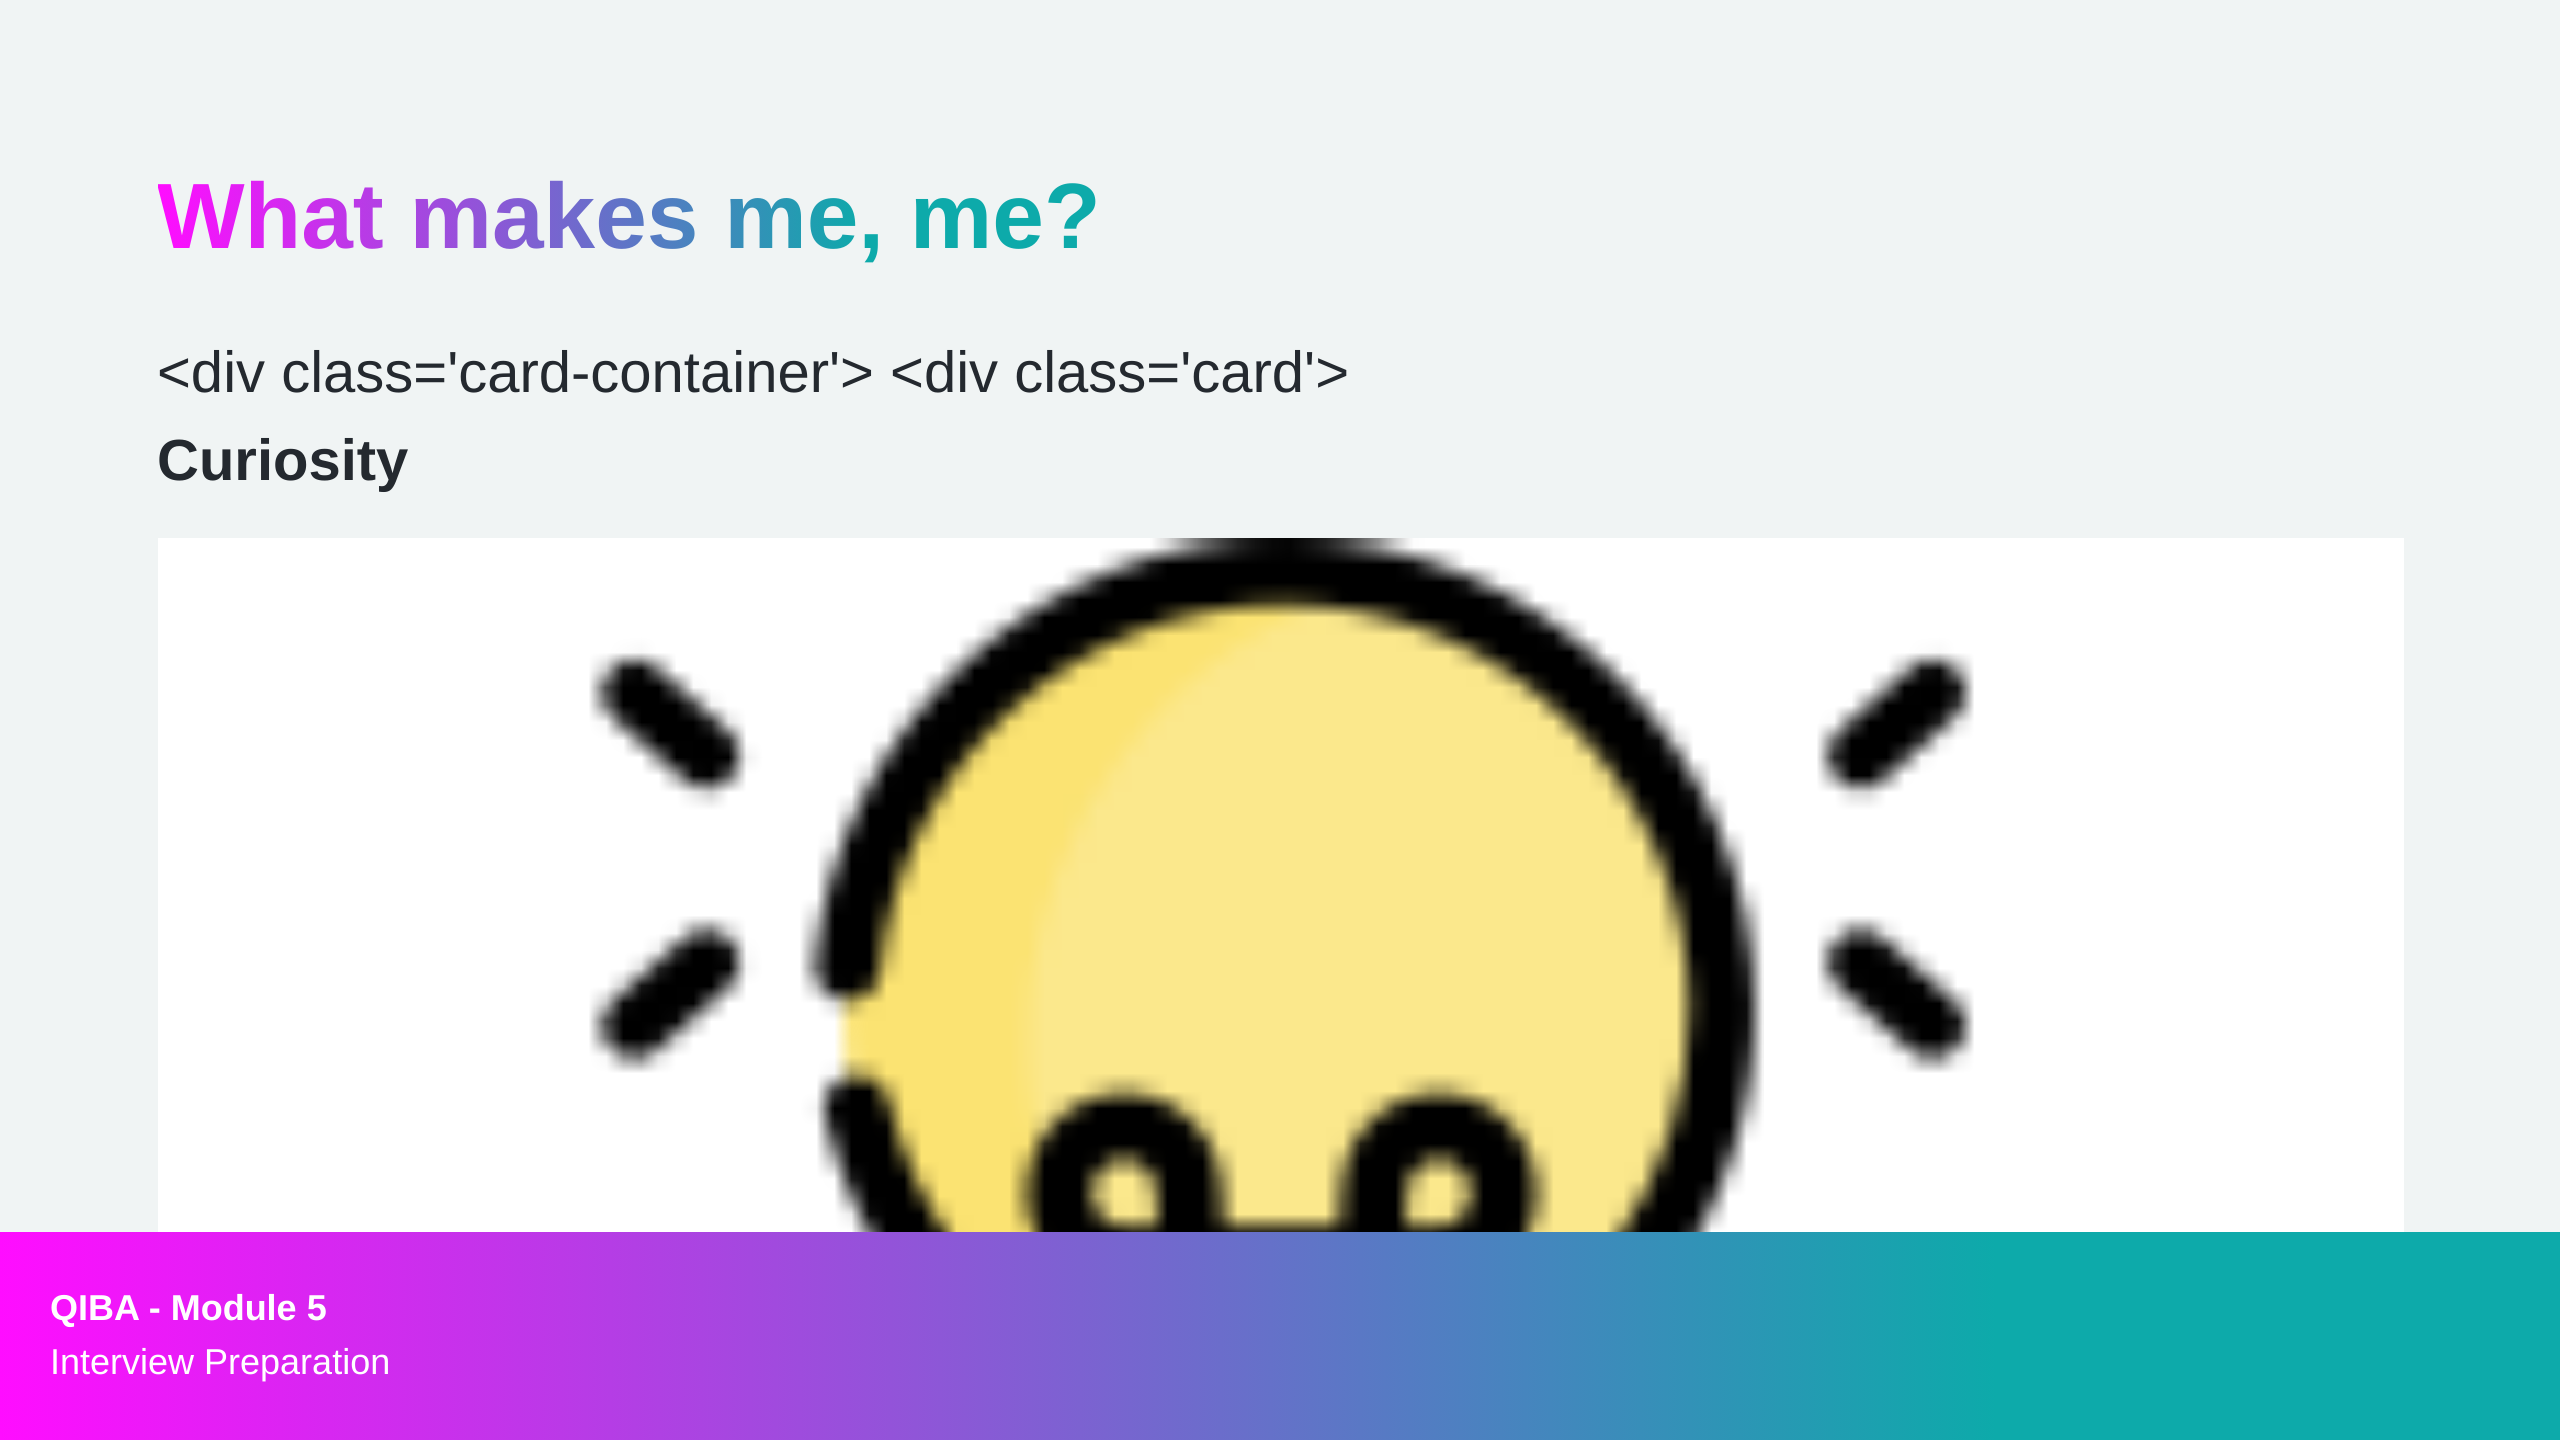 What makes me, me?
<div class='card-container'> <div class='card'>
Curiosity
QIBA - Module 5
Interview Preparation